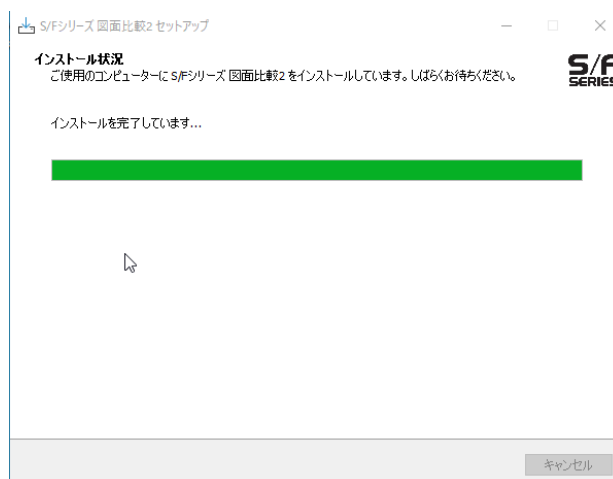 S/Fシリーズ 図面比較2 セットアップ
インストール状況
ご使用のコンピューターに S/Fシリーズ 図面比較2 をインストールしています。しばらくお待ちください。
S/F
SERIES
インストールを完了しています...
キャンセル